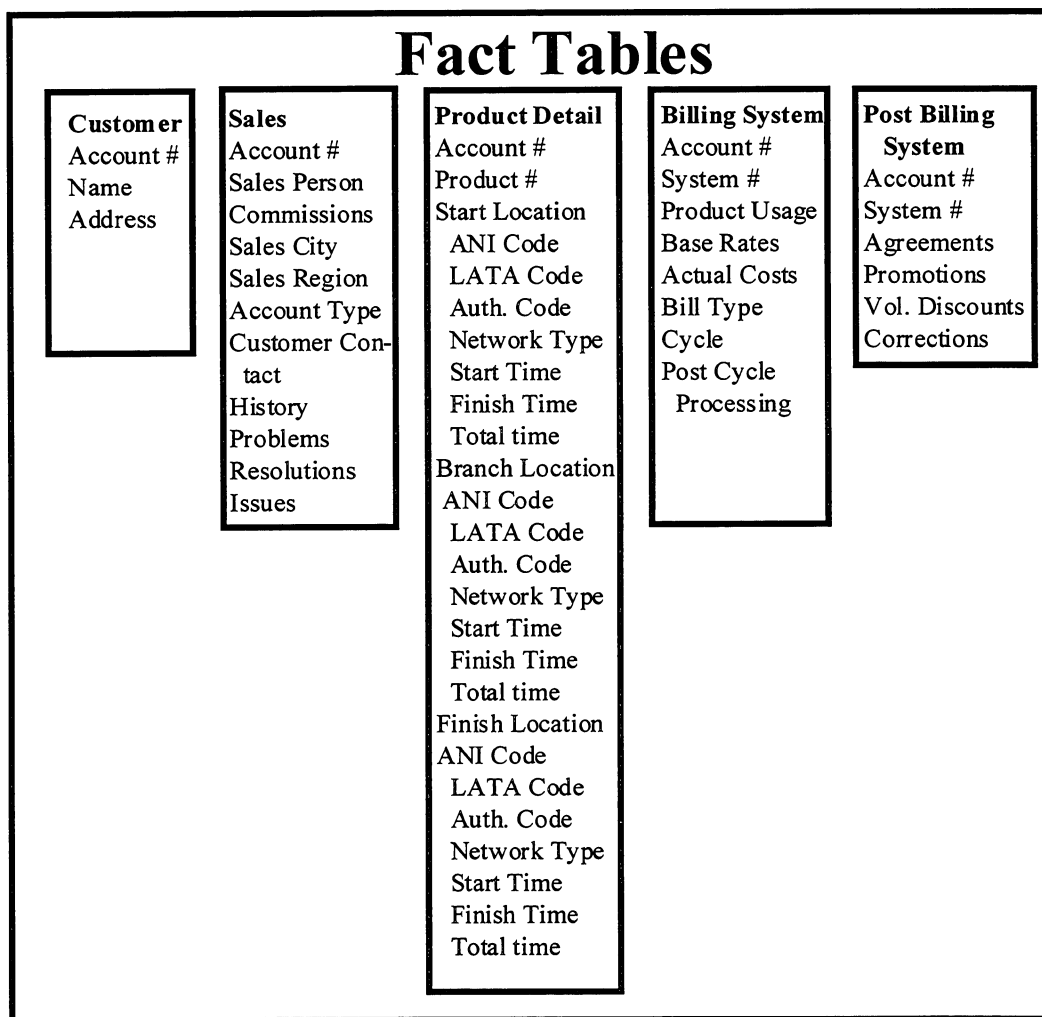 Fact Tables
Customer
Account #
Name
Address
Sales
Account #
Sales Person
Commissions
Sales City
Sales Region
Account Type
Customer Con-
tact
History
Problems
Resolutions
Issues
Product Detail
Account #
Product #
Start Location
ANI Code
LATA Code
Auth. Code
Network Type
Start Time
Finish Time
Total time
Branch Location
ANI Code
LATA Code
Auth. Code
Network Type
Start Time
Finish Time
Total time
Finish Location
ANI Code
LATA Code
Auth. Code
Network Type
Start Time
Finish Time
Total time
Billing System
Account #
System #
Product Usage
Base Rates
Actual Costs
Bill Type
Cycle
Post Cycle
Processing
Post Billing
System
Account #
System #
Agreements
Promotions
Vol. Discounts
Corrections